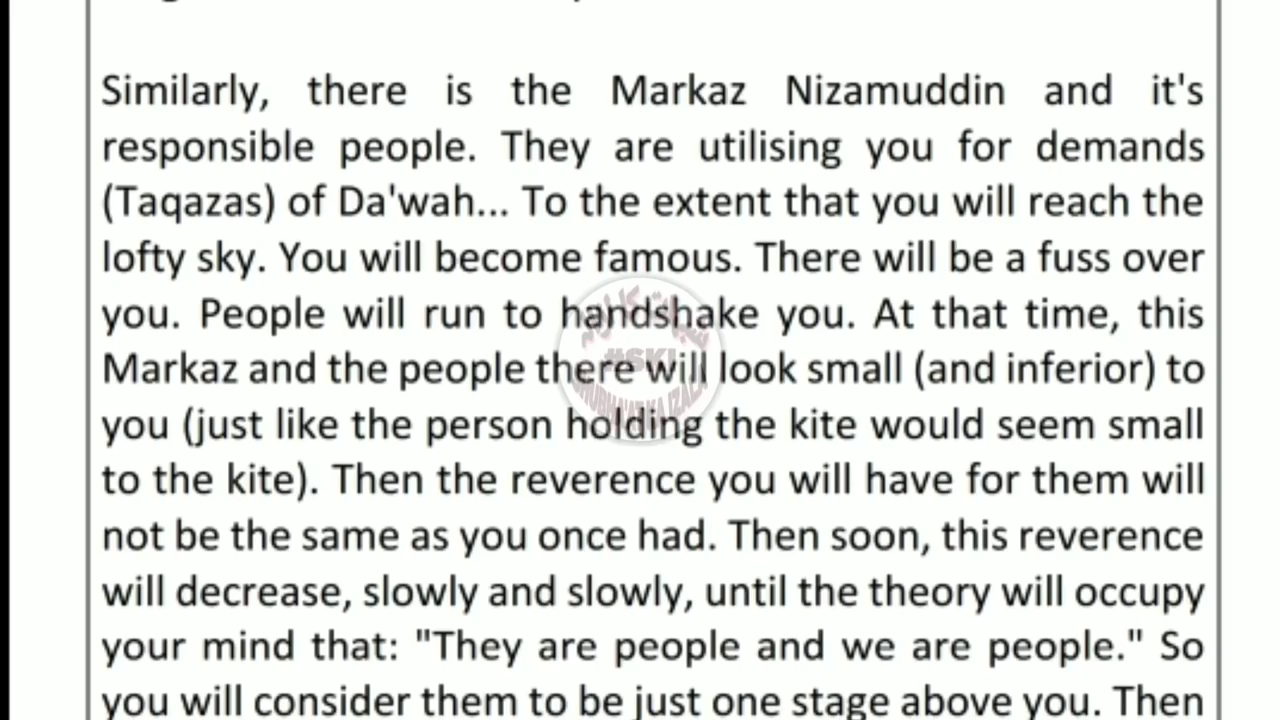 Similarly, there is the Markaz Nizamuddin and it's
responsible people. They are utilising you for demands
(Taqazas) of Da'wah... To the extent that you will reach the
lofty sky. You will become famous. There will be a fuss over
you. People will run to handshake you. At that time, this
Markaz and the people there will look small (and inferior) to
you (just like the person holding the kite would seem small
to the kite). Then the reverence you will have for them will
not be the same as you once had. Then soon, this reverence
will decrease, slowly and slowly, until the theory will occupy
your mind that: "They are people and we are people." So
you will consider them to be just one stage above you. Then
#SKI
SHUBHAAT KA IZALA